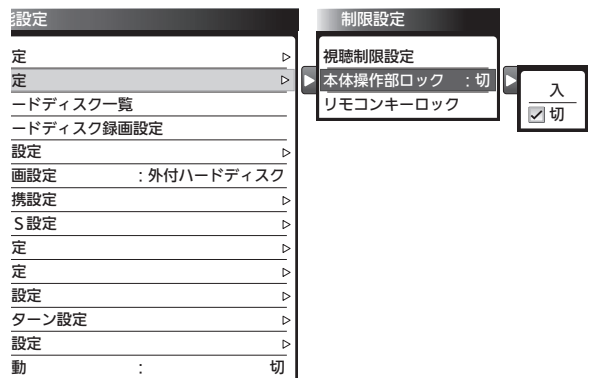 設定
定
定
ードディスク一覧
ードディスク録画設定
設定
画設定 :外付ハードディスク
携設定
S設定
定
定
設定
ターン設定
設定
動 : 切
制限設定
視聴制限設定
本体操作部ロック :切
リモコンキーロック
入
切